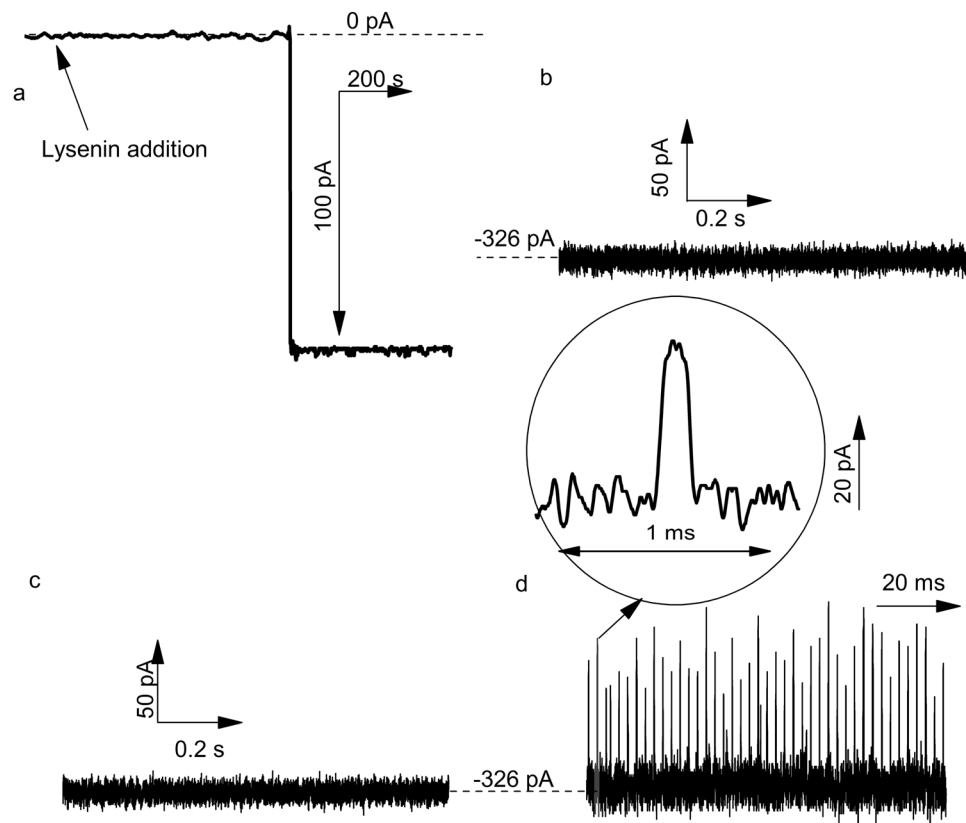 0 pA
200 s
a
Lysenin addition
100 pA
b
50 pA
0.2 s
-326 pA
20 pA
1 ms
c
50 pA
0.2 s
-326 pA
d
20 ms